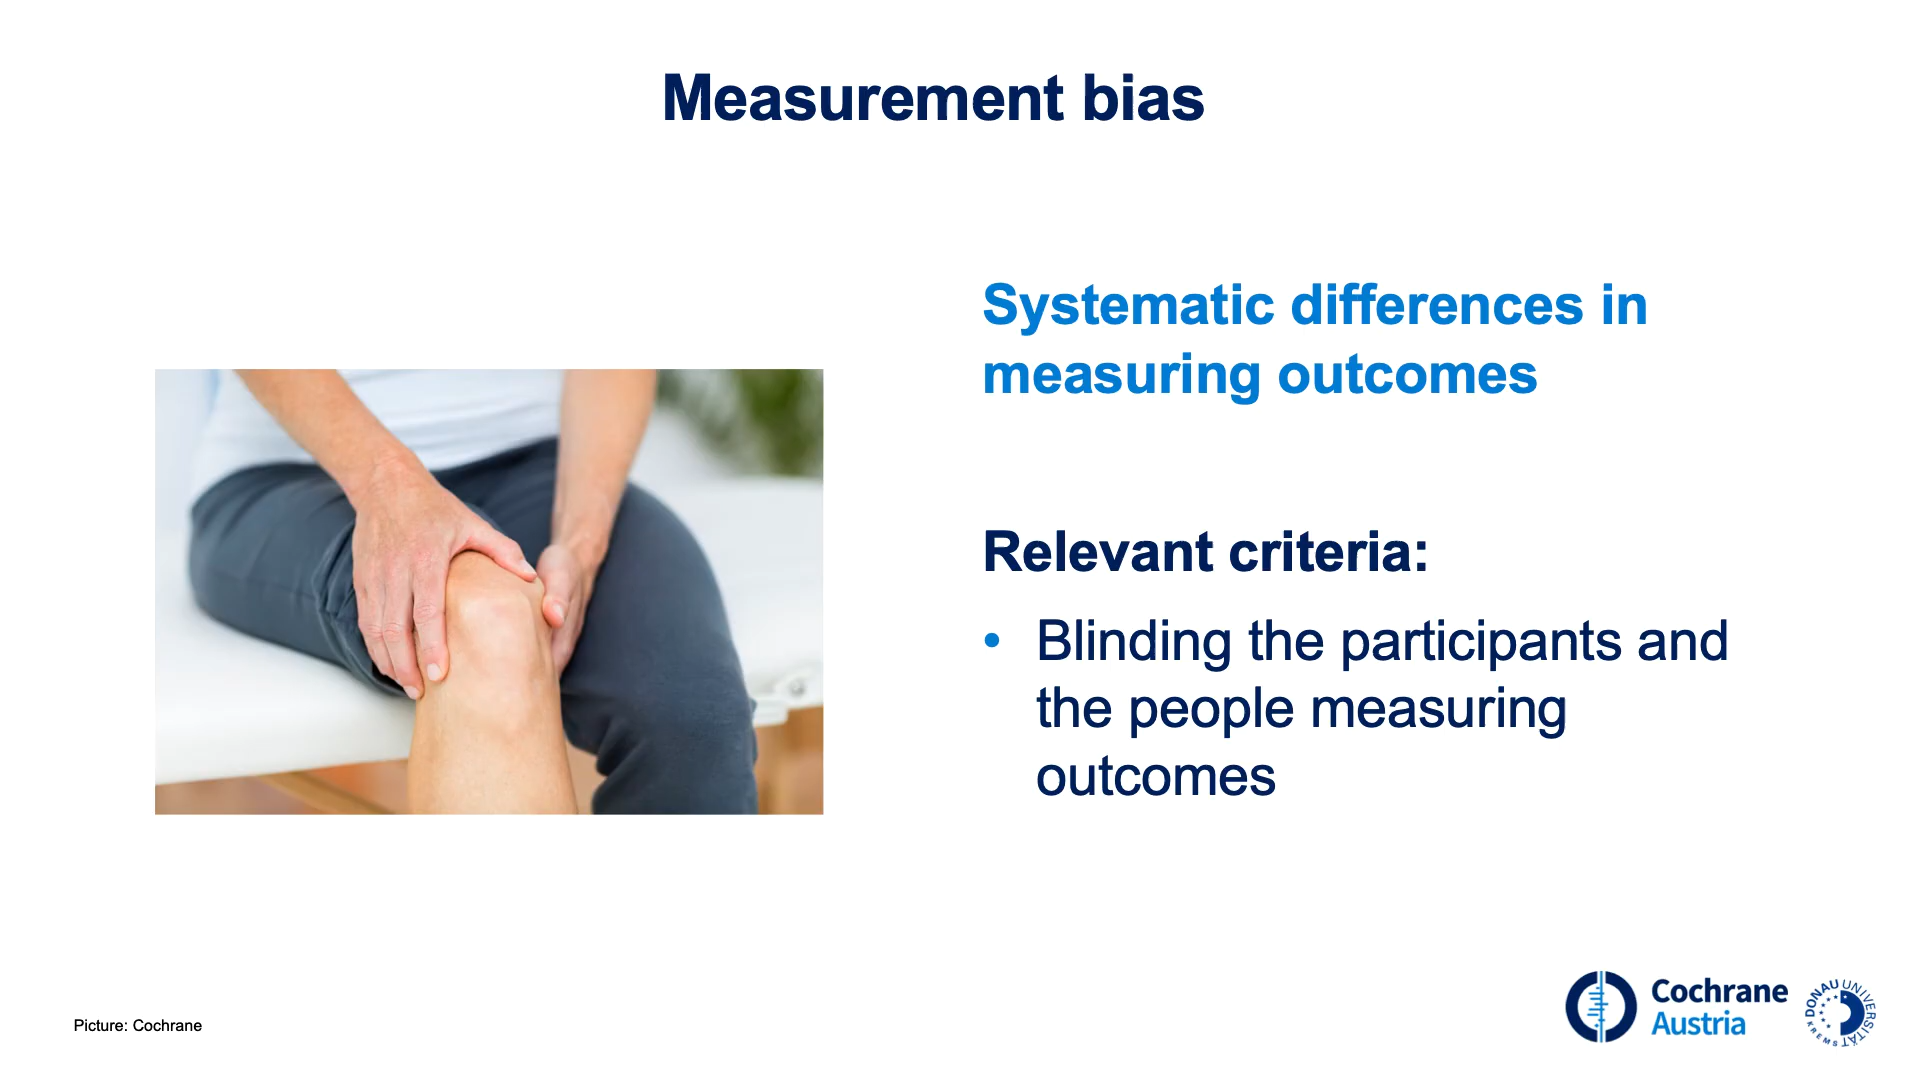 Measurement bias
Systematic differences in
measuring outcomes
Relevant criteria:
• Blinding the participants and
the people measuring
outcomes
Picture: Cochrane
Cochrane
Austria
DONAU UNIVERSITÄT
KREMS